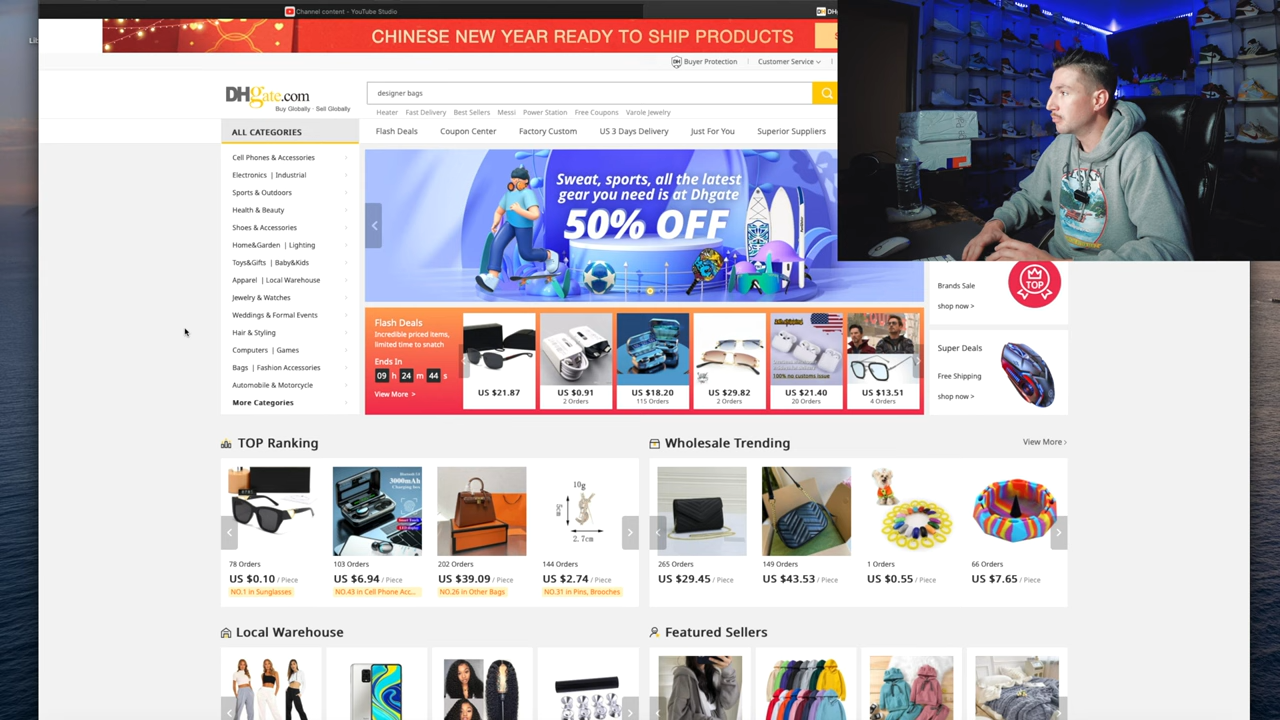 Channel content - YouTube Studio
CHINESE NEW YEAR READY TO SHIP PRODUCTS
Buyer Protection
Customer Service
DHgate.com
Buy Globally · Sell Globally
designer bags
Heater Fast Delivery Best Sellers Messi Power Station Free Coupons Varole Jewelry
ALL CATEGORIES
Flash Deals Coupon Center Factory Custom US 3 Days Delivery Just For You Superior Suppliers
Cell Phones & Accessories
Electronics | Industrial
Sports & Outdoors
Health & Beauty
Shoes & Accessories
Home&Garden | Lighting
Toys&Gifts | Baby&Kids
Apparel | Local Warehouse
Jewelry & Watches
Weddings & Formal Events
Hair & Styling
Computers | Games
Bags | Fashion Accessories
Automobile & Motorcycle
More Categories
Sweat, sports, all the latest
gear you need is at Dhgate
50% OFF
Brands Sale
shop now >
TOP
Super Deals
Free Shipping
shop now >
Flash Deals
Incredible priced items,
limited time to snatch
Ends In
09 h 24 m 44 s
View More >
US $21.87
US $0.91
2 Orders
US $18.20
115 Orders
US $29.82
2 Orders
US $21.40
20 Orders
US $13.51
4 Orders
TOP Ranking
78 Orders
US $0.10 / Piece
NO.1 in Sunglasses
3000mAh
103 Orders
US $6.94 / Piece
NO.43 in Cell Phone Acc...
202 Orders
US $39.09 / Piece
NO.26 in Other Bags
10g
5cm
2.7cm
144 Orders
US $2.74 / Piece
NO.31 in Pins, Brooches
Wholesale Trending
View More >
265 Orders
US $29.45 / Piece
149 Orders
US $43.53 / Piece
1 Orders
US $0.55 / Piece
66 Orders
US $7.65 / Piece
Local Warehouse
Featured Sellers